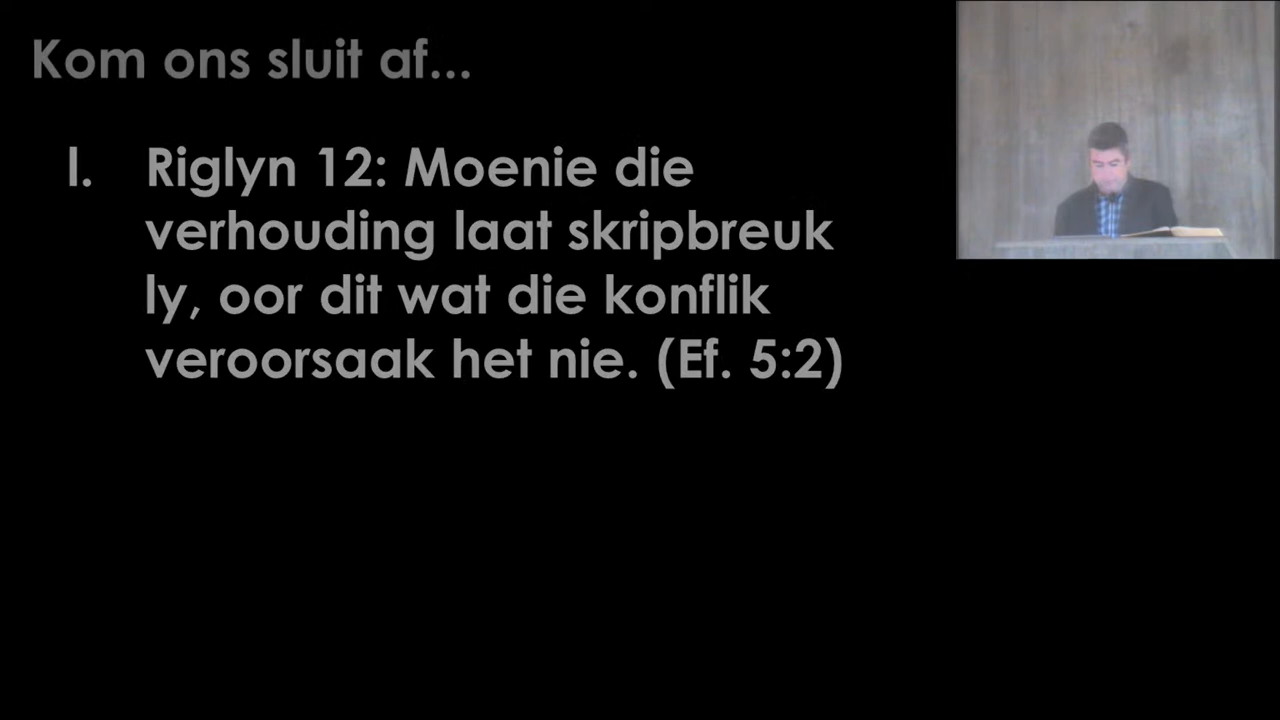 Kom ons sluit af...
l. Riglyn 12: Moenie die
verhouding laat skripbreuk
ly, oor dit wat die konflik
veroorsaak het nie. (Ef. 5:2)